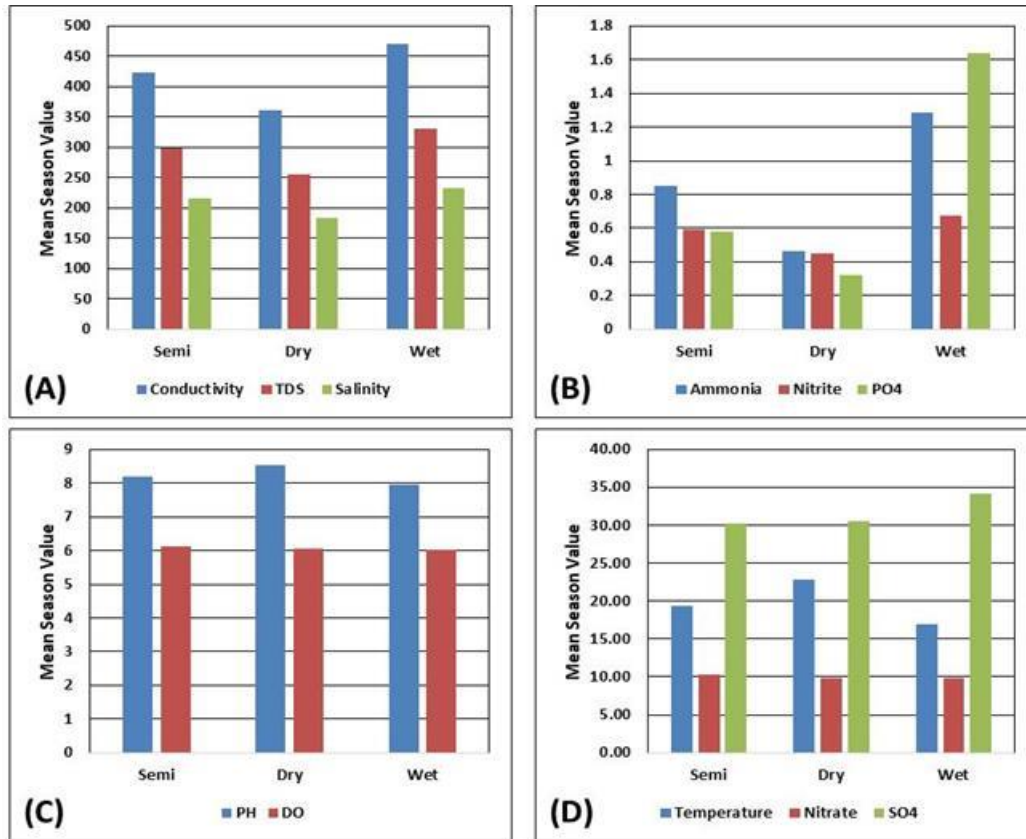 500
450
400
350
300
250
200
150
100
50
0
Mean Season Value
Semi Dry Wet
Conductivity TDS Salinity
(A)
1.8
1.6
1.4
1.2
1
0.8
0.6
0.4
0.2
0
Mean Season Value
Semi Dry Wet
Ammonia Nitrite PO4
(B)
9
8
7
6
5
4
3
2
1
0
Mean Season Value
Semi Dry Wet
PH DO
(C)
40.00
35.00
30.00
25.00
20.00
15.00
10.00
5.00
0.00
Mean Season Value
Semi Dry Wet
Temperature Nitrate SO4
(D)